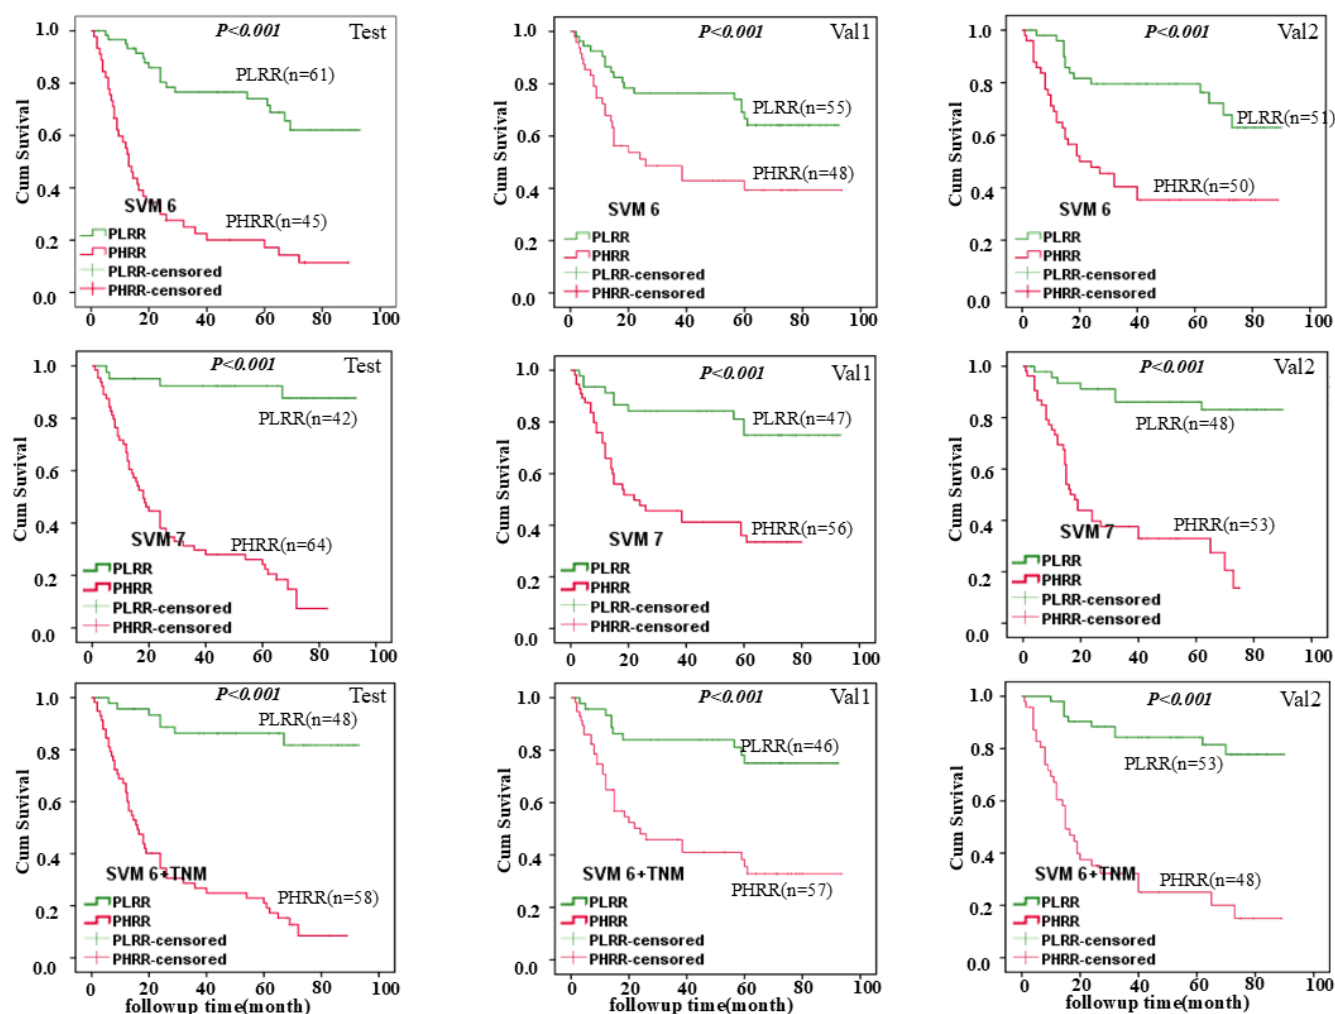 1.0
P<0.001
Test
0.8
PLRR(n=61)
0.6
Cum Suvival
0.4
SVM 6
PHRR(n=45)
PLRR
0.2
PHRR
PLRR-censored
PHRR-censored
0.0
0 20 40 60 80 100
1.0
P<0.001
Val1
0.8
PLRR(n=55)
0.6
Cum Suvival
PHRR(n=48)
0.4
SVM 6
PLRR
0.2
PHRR
PLRR-censored
PHRR-censored
0.0
0 20 40 60 80 100
1.0
P<0.001
Val2
0.8
PLRR(n=51)
0.6
Cum Suvival
0.4
PHRR(n=50)
SVM 6
PLRR
0.2
PHRR
PLRR-censored
PHRR-censored
0.0
0 20 40 60 80 100
1.0
P<0.001
Test
0.8
PLRR(n=42)
0.6
Cum Suvival
0.4
SVM 7
PHRR(n=64)
PLRR
0.2
PHRR
PLRR-censored
PHRR-censored
0.0
0 20 40 60 80 100
1.0
P<0.001
Val1
0.8
PLRR(n=47)
0.6
Cum Suvival
0.4
SVM 7
PHRR(n=56)
PLRR
0.2
PHRR
PLRR-censored
PHRR-censored
0.0
0 20 40 60 80 100
1.0
P<0.001
Val2
0.8
PLRR(n=48)
0.6
Cum Suvival
0.4
SVM 7
PHRR(n=53)
PLRR
0.2
PHRR
PLRR-censored
PHRR-censored
0.0
0 20 40 60 80 100
1.0
P<0.001
Test
PLRR(n=48)
0.8
0.6
Cum Suvival
0.4
SVM 6+TNM
PHRR(n=58)
PLRR
0.2
PHRR
PLRR-censored
PHRR-censored
0.0
0 20 40 60 80 100
followup time(month)
1.0
P<0.001
Val1
0.8
PLRR(n=46)
0.6
Cum Suvival
0.4
SVM 6+TNM
PHRR(n=57)
PLRR
0.2
PHRR
PLRR-censored
PHRR-censored
0.0
0 20 40 60 80 100
followup time(month)
1.0
P<0.001
Val2
0.8
PLRR(n=53)
0.6
Cum Suvival
0.4
SVM 6+TNM
PHRR(n=48)
PLRR
0.2
PHRR
PLRR-censored
PHRR-censored
0.0
0 20 40 60 80 100
followup time(month)